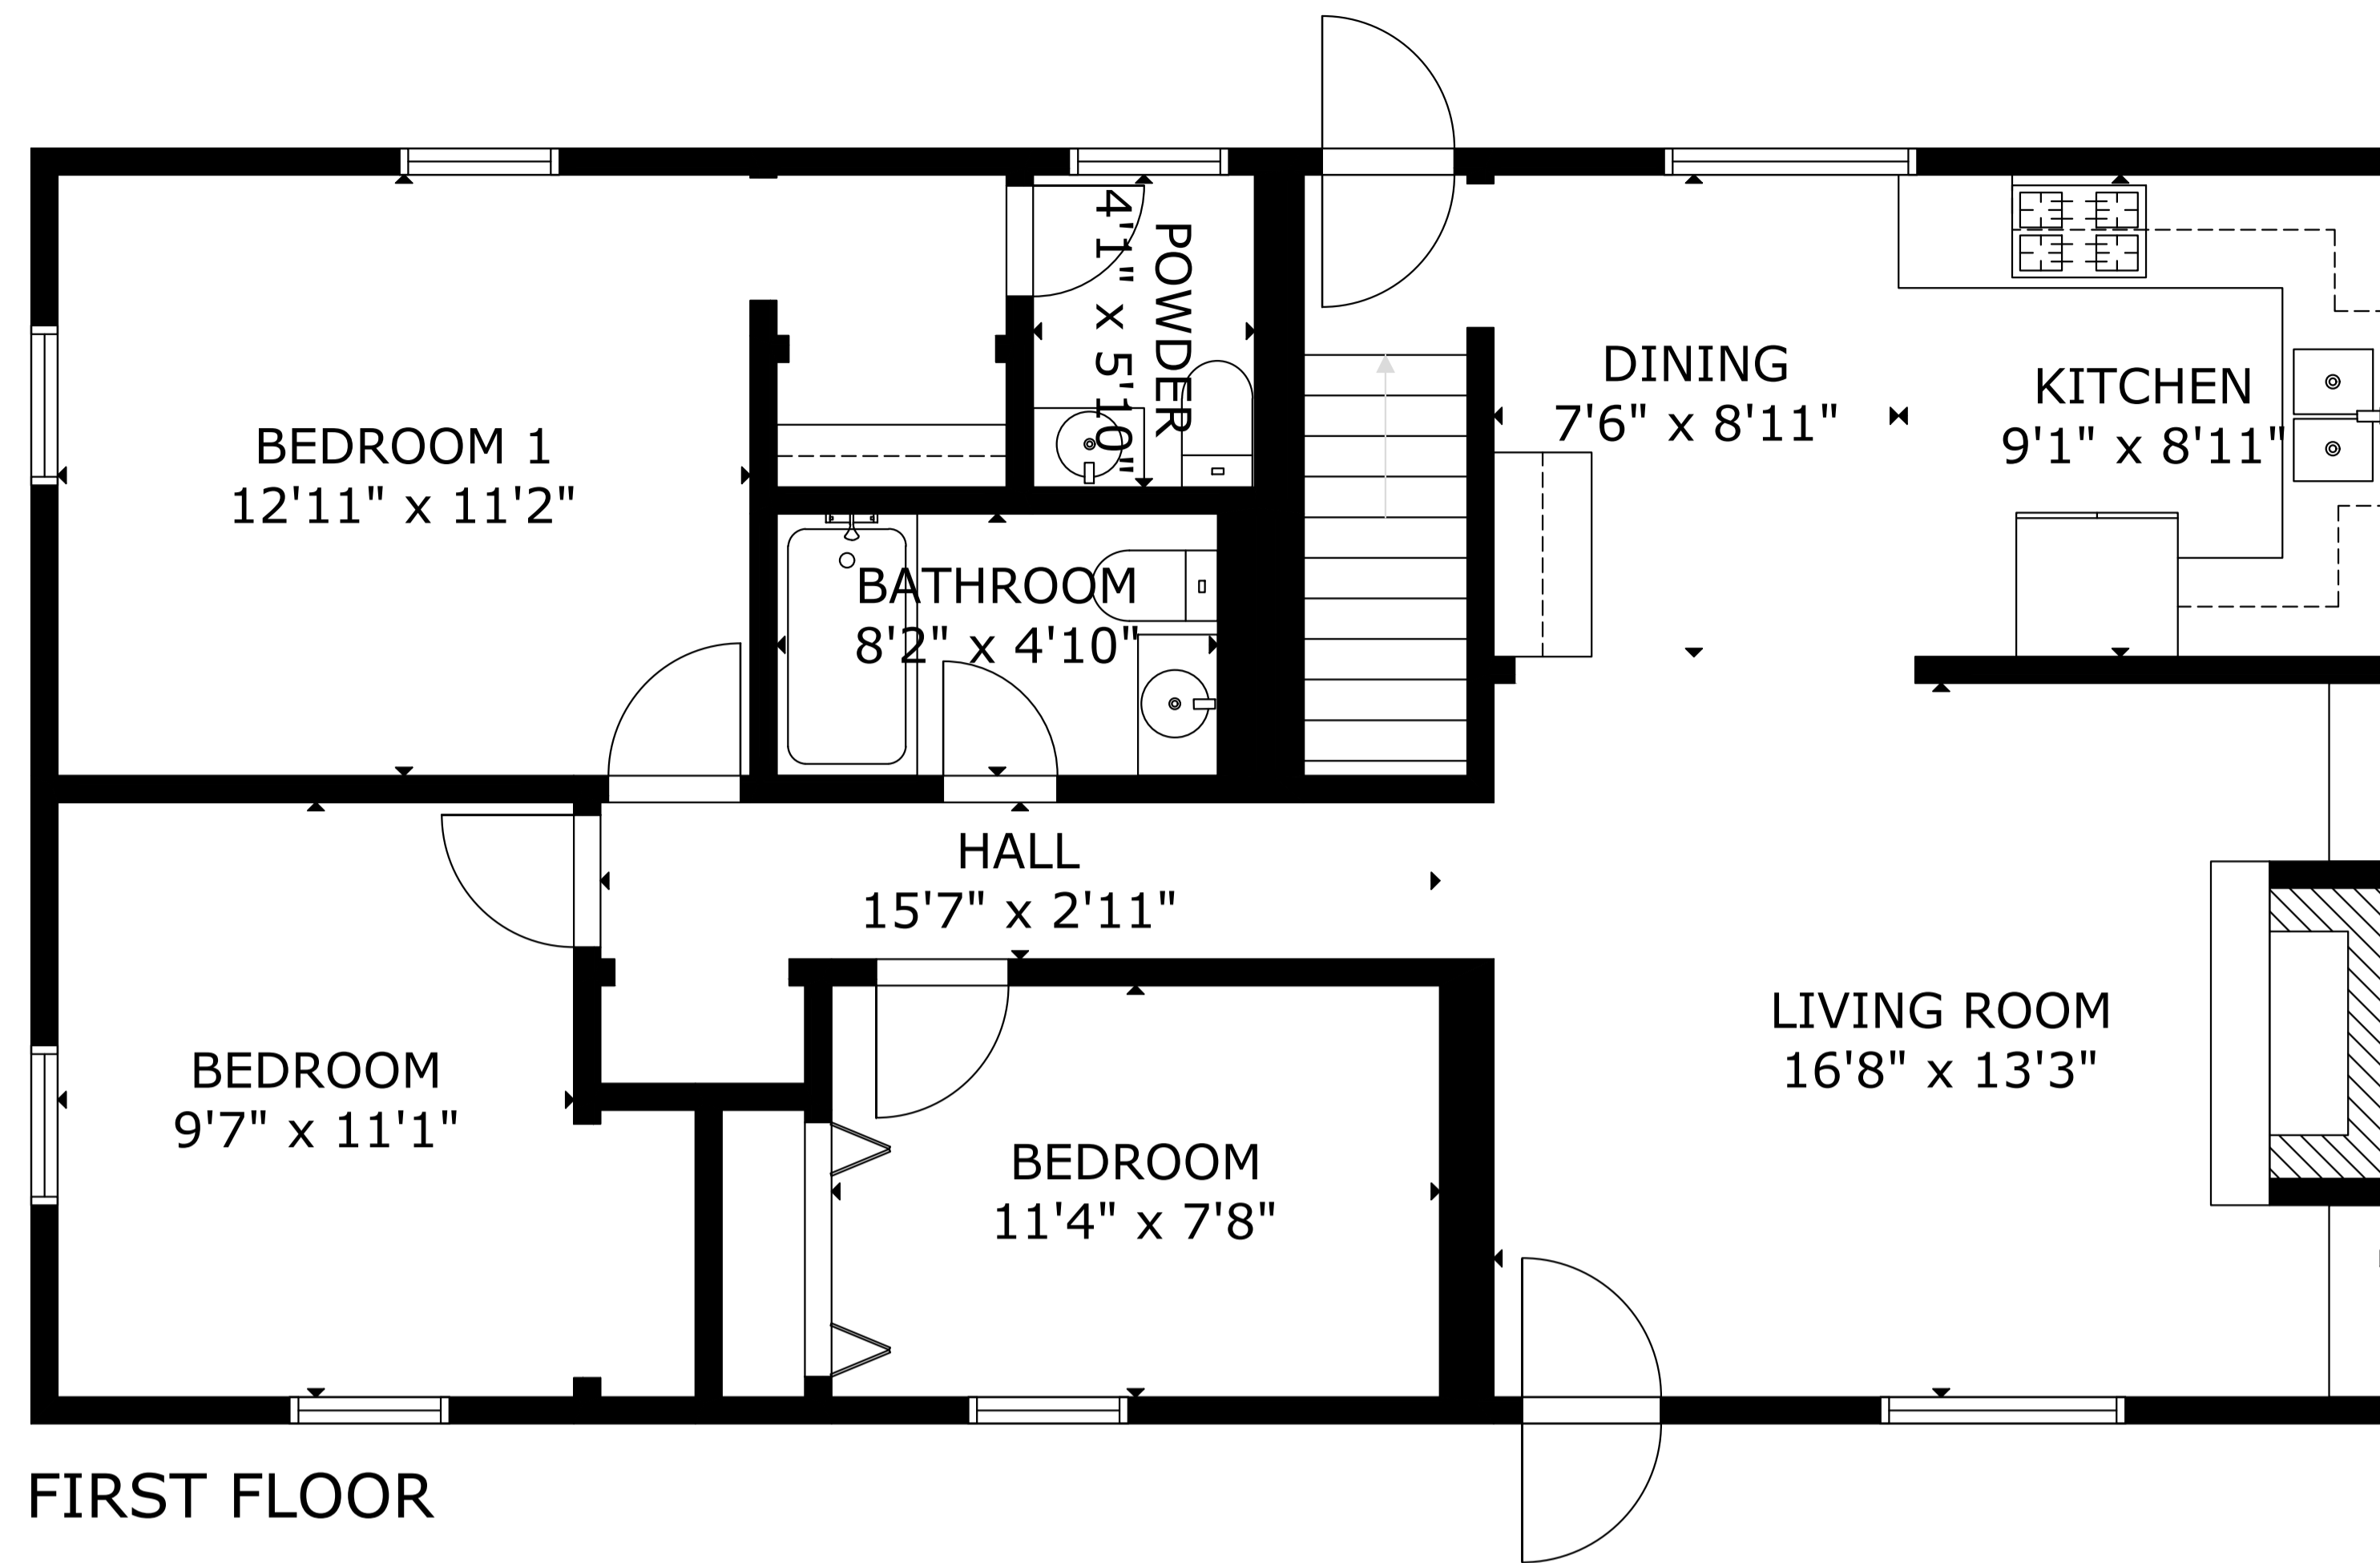 POWDER
4'1" x 5'10"
DINING
7'6" x 8'11"
KITCHEN
9'1" x 8'11"
BEDROOM 1
12'11" x 11'2"
BATHROOM
8'2" x 4'10"
HALL
15'7" x 2'11"
LIVING ROOM
16'8" x 13'3"
BEDROOM
9'7" x 11'1"
BEDROOM
11'4" x 7'8"
FIRST FLOOR